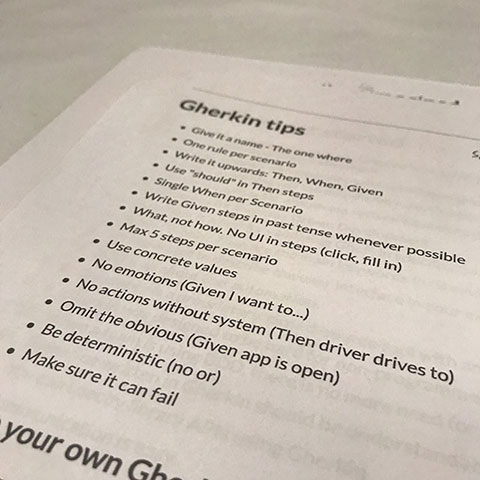 Gherkin tips
• Give it a name - The one where
• One rule per scenario
• Write it upwards: Then, When, Given
• Use "should" in Then steps
• Single When per Scenario
• Write Given steps in past tense whenever possible
• What, not how. No UI in steps (click, fill in)
• Max 5 steps per scenario
• Use concrete values
• No emotions (Given I want to...)
• No actions without system (Then driver drives to)
• Omit the obvious (Given app is open)
• Be deterministic (no or)
• Make sure it can fail
your own